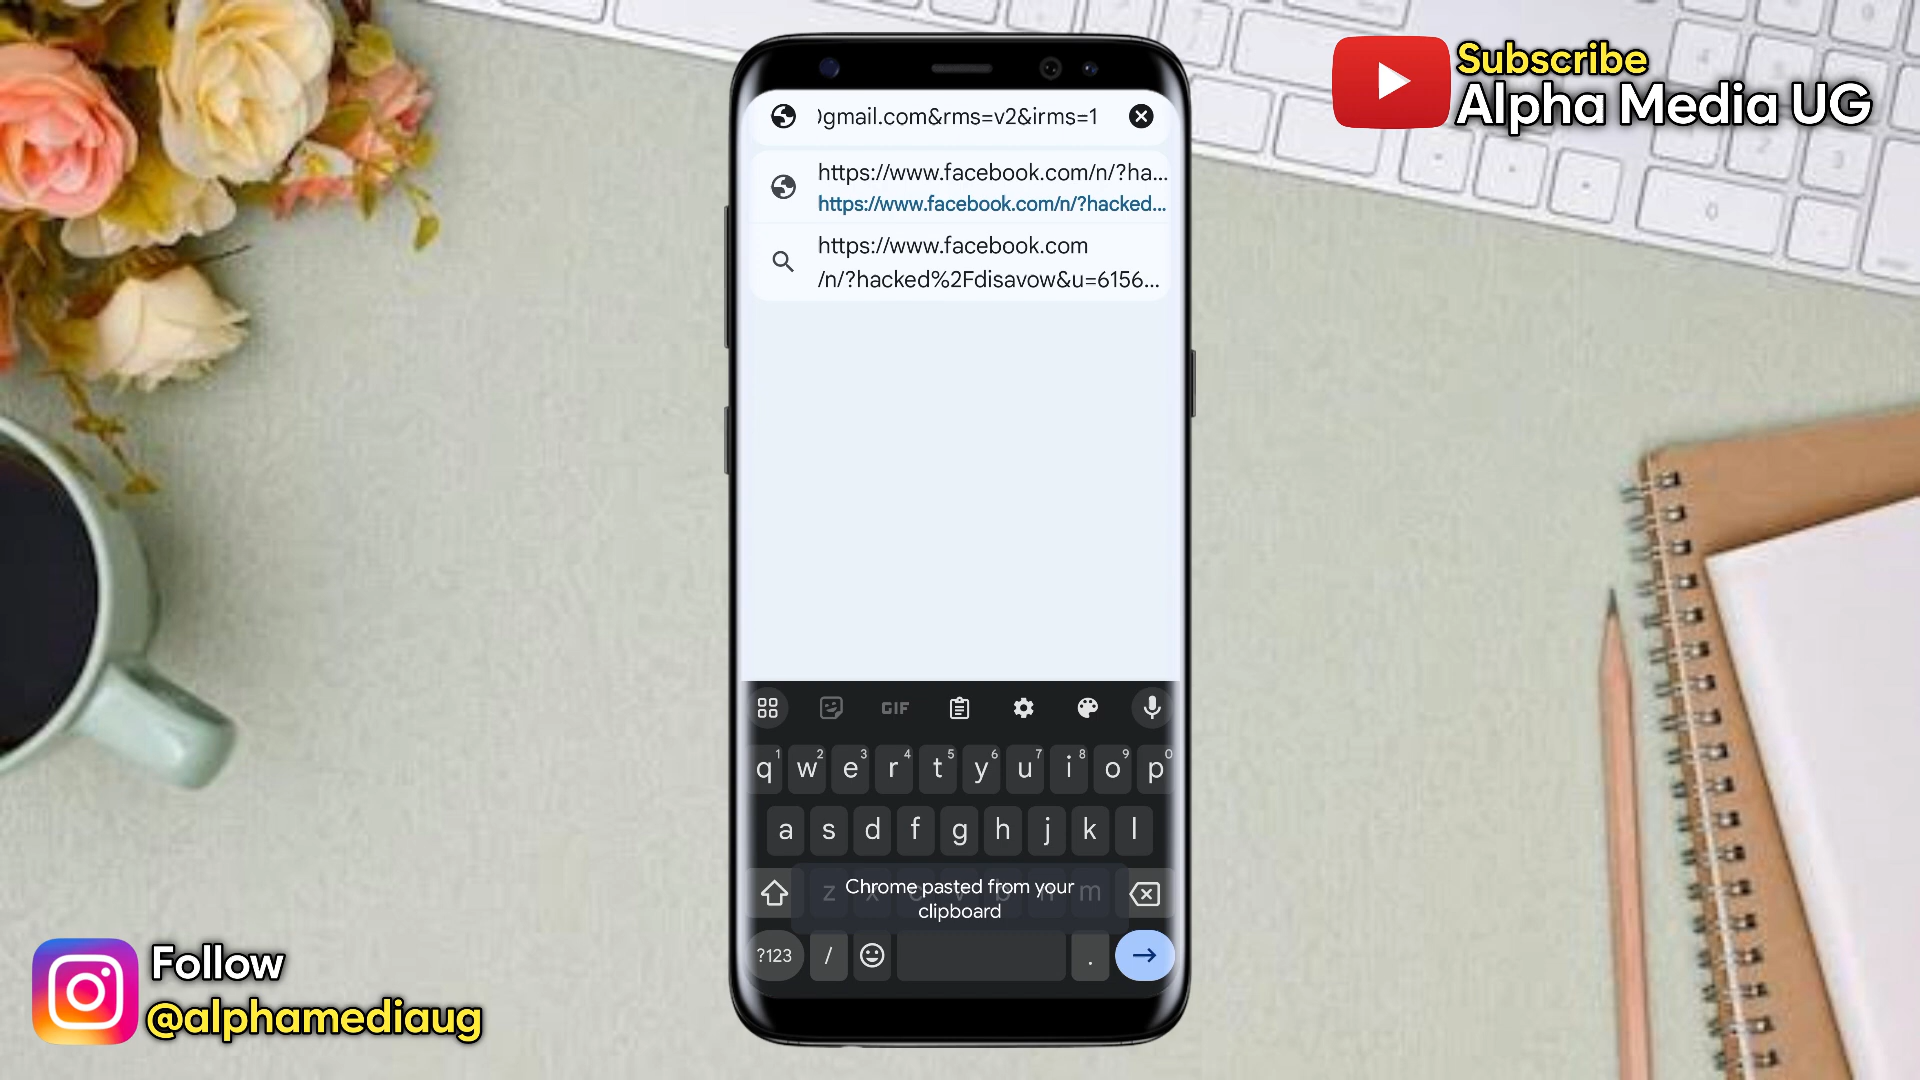 Subscribe
Alpha Media UG
gmail.com&rms=v2&irms=1
https://www.facebook.com/n/?ha...
https://www.facebook.com/n/?hacked...
https://www.facebook.com
/n/?hacked%2Fdisavow&u=6156...
GIF
q1 w2 e3 r4 t5 y6 u7 i8 o9 p0
a s d f g h j k l
z x c v b n m
Chrome pasted from your
clipboard
?123 / .
Follow
@alphamediaug